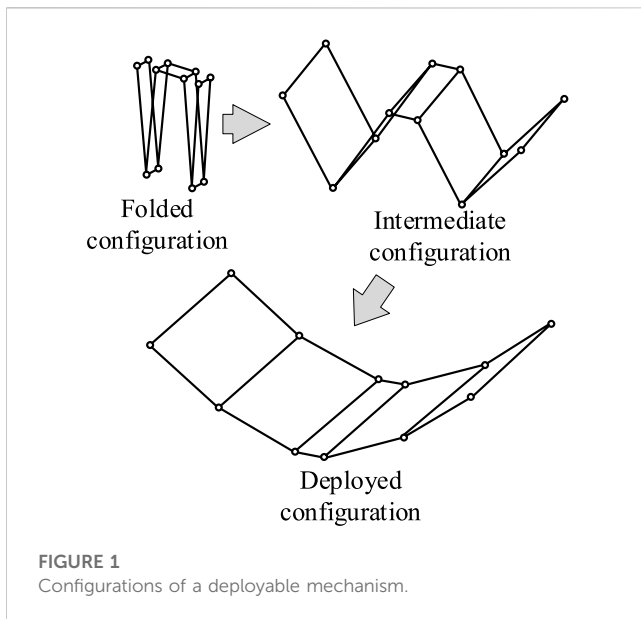 Folded
configuration
Intermediate
configuration
Deployed
configuration
FIGURE 1
Configurations of a deployable mechanism.